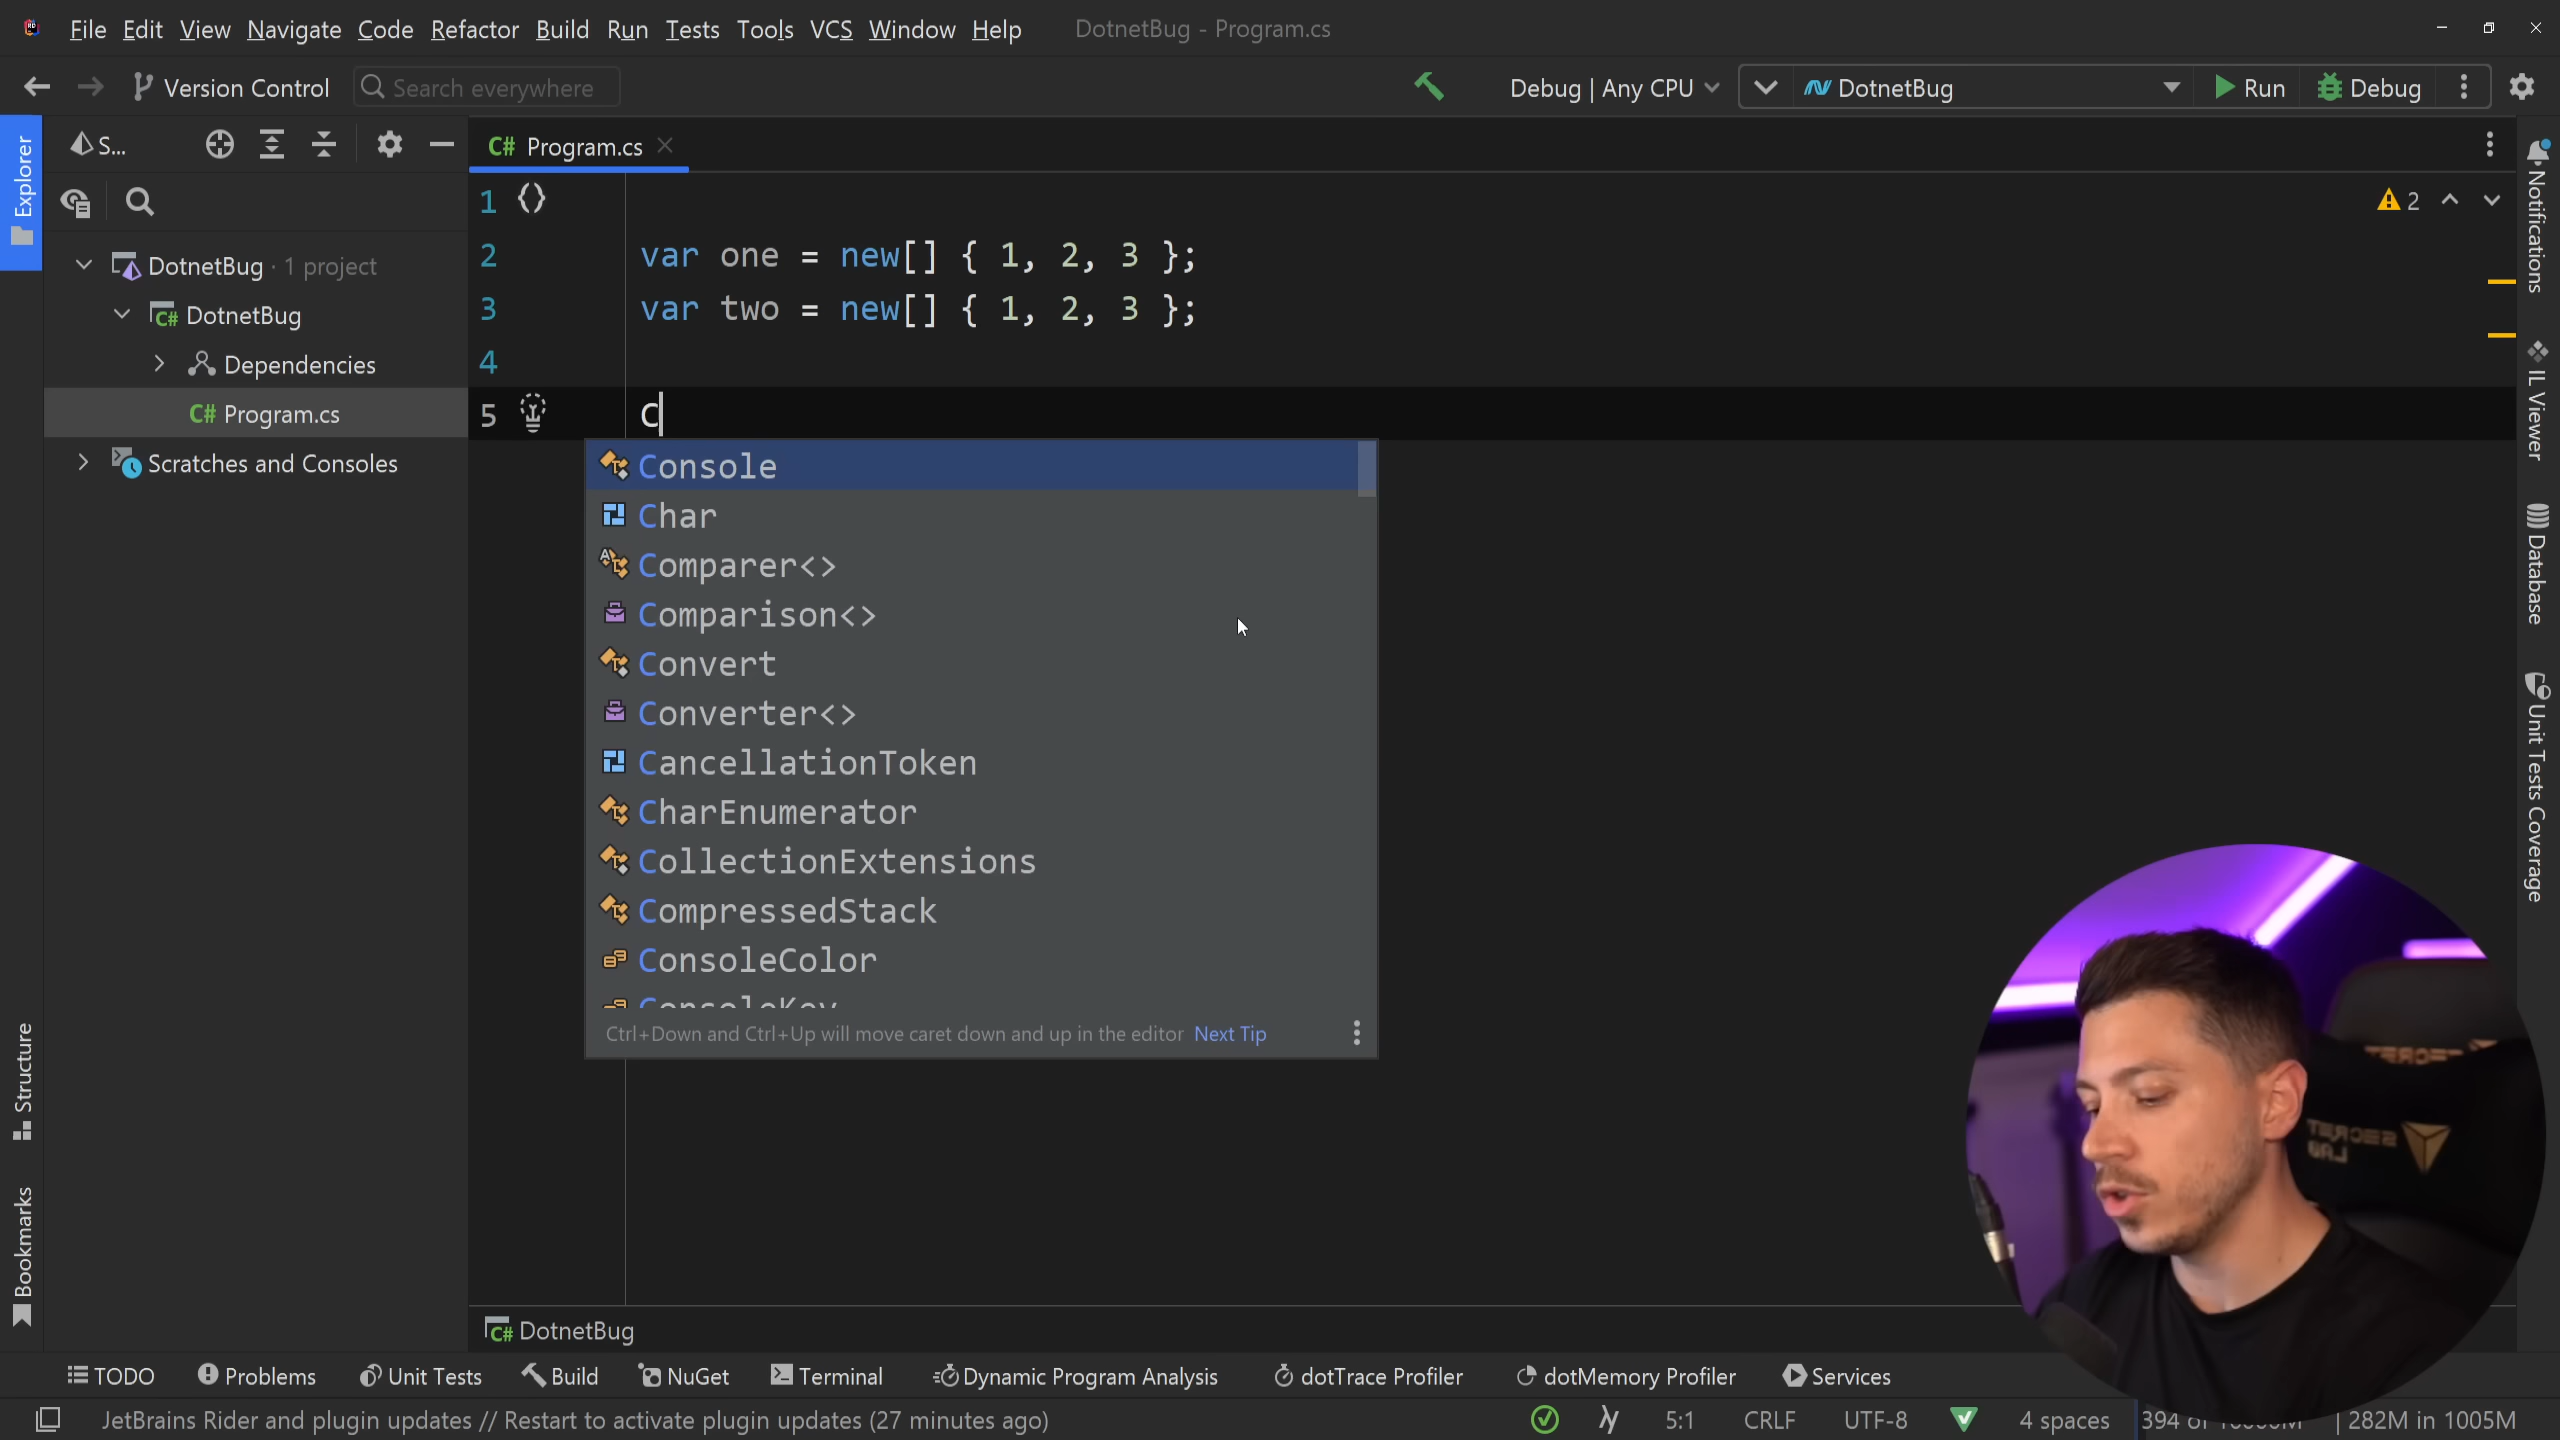 File Edit View Navigate Code Refactor Build Run Tests Tools VCS Window Help DotnetBug - Program.cs
Version Control Search everywhere Debug | Any CPU DotnetBug Run Debug
Explorer
S...
C# Program.cs
Notifications
IL Viewer
Database
Unit Tests Coverage
DotnetBug · 1 project
DotnetBug
Dependencies
C# Program.cs
Scratches and Consoles
2
1
2 var one = new[] { 1, 2, 3 };
3 var two = new[] { 1, 2, 3 };
4
5 C
Console
Char
Comparer<>
Comparison<>
Convert
Converter<>
CancellationToken
CharEnumerator
CollectionExtensions
CompressedStack
ConsoleColor
ConsoleKey
Ctrl+Down and Ctrl+Up will move caret down and up in the editor Next Tip
Structure
Bookmarks
C# DotnetBug
TODO Problems Unit Tests Build NuGet Terminal Dynamic Program Analysis dotTrace Profiler dotMemory Profiler Services
JetBrains Rider and plugin updates // Restart to activate plugin updates (27 minutes ago) 5:1 CRLF UTF-8 4 spaces 394 of 282M in 1005M